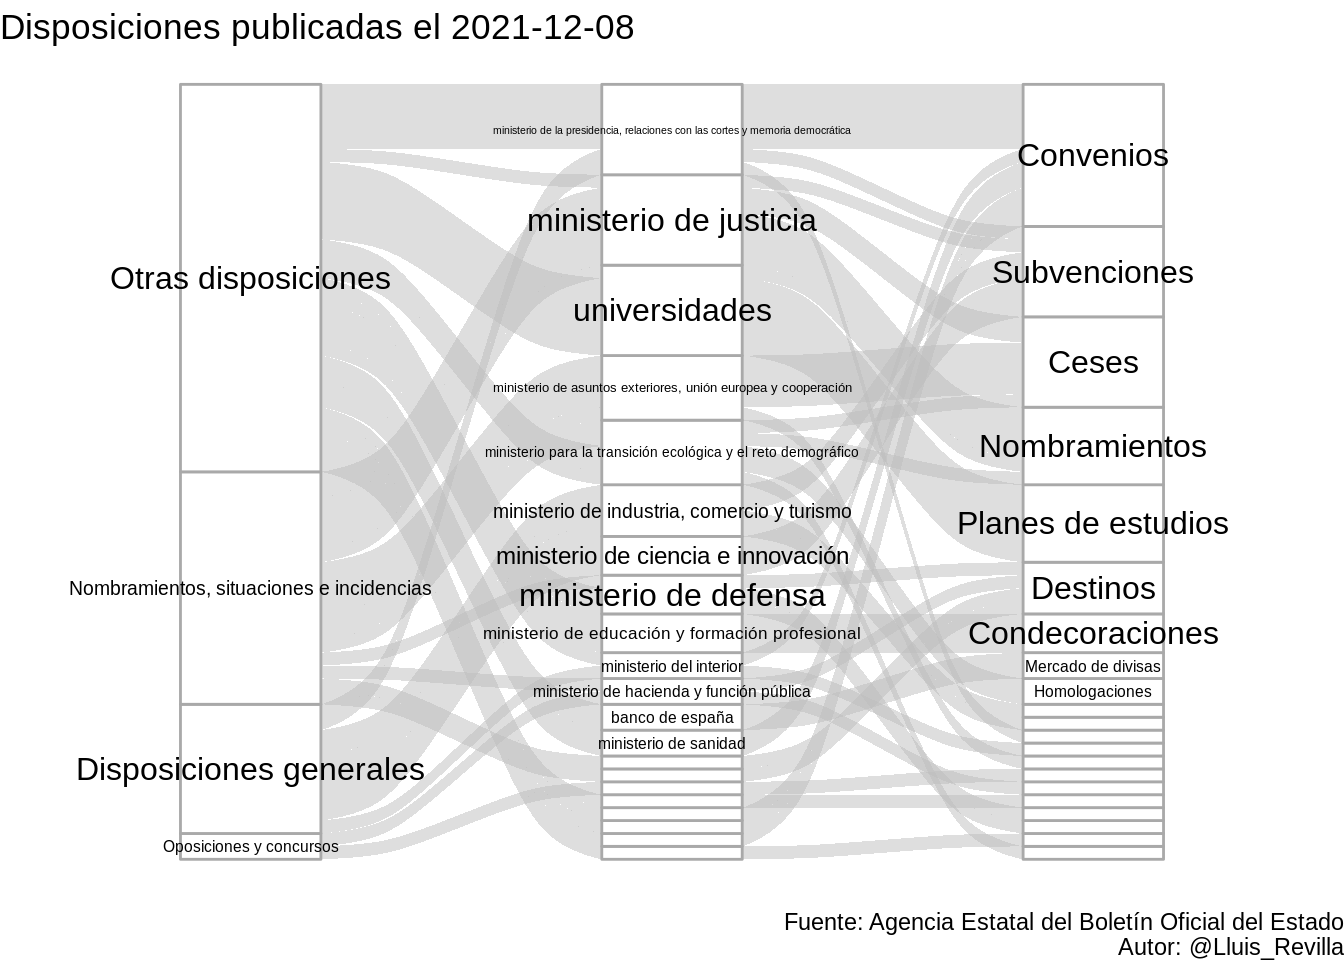 Disposiciones publicadas el 2021-12-08
Otras disposiciones
Nombramientos, situaciones e incidencias
Disposiciones generales
Oposiciones y concursos
ministerio de la presidencia, relaciones con las cortes y memoria democrática
ministerio de justicia
universidades
ministerio de asuntos exteriores, unión europea y cooperación
ministerio para la transición ecológica y el reto demográfico
ministerio de industria, comercio y turismo
ministerio de ciencia e innovación
ministerio de defensa
ministerio de educación y formación profesional
ministerio del interior
ministerio de hacienda y función pública
banco de españa
ministerio de sanidad
Convenios
Subvenciones
Ceses
Nombramientos
Planes de estudios
Destinos
Condecoraciones
Mercado de divisas
Homologaciones
Fuente: Agencia Estatal del Boletín Oficial del Estado
Autor: @Lluis_Revilla